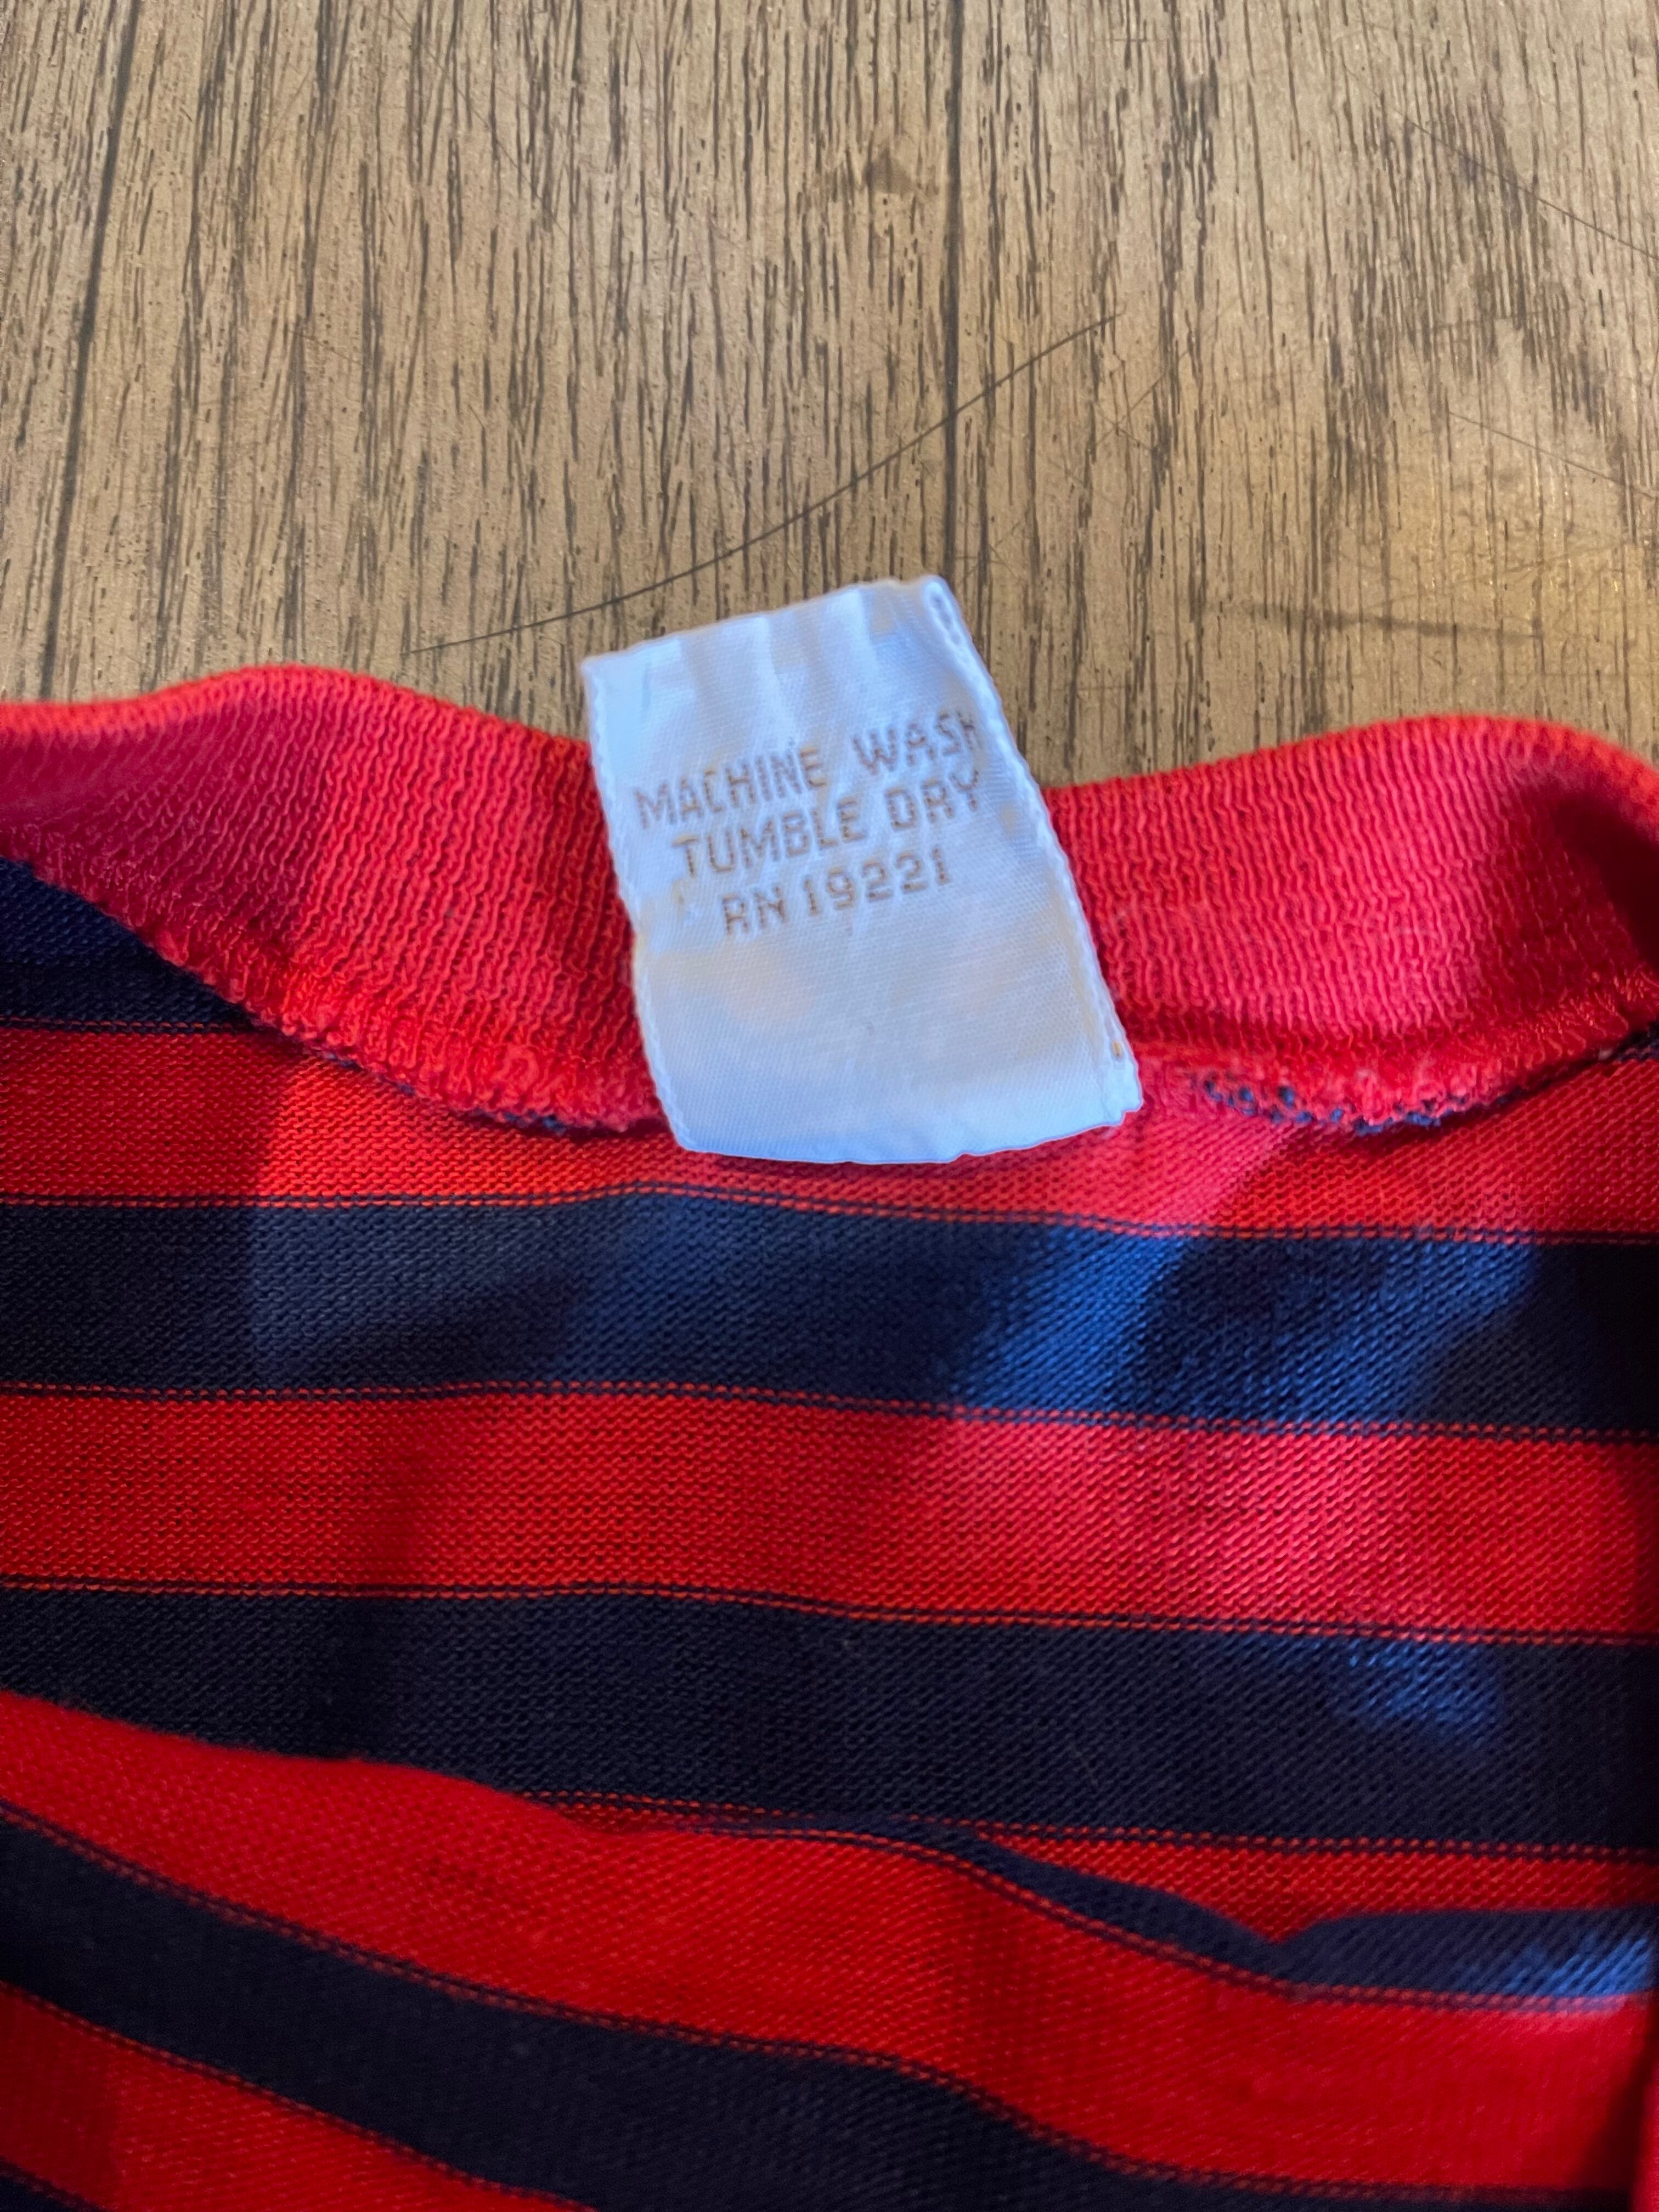 MACHINE WASH
TUMBLE DRY
RN 19221